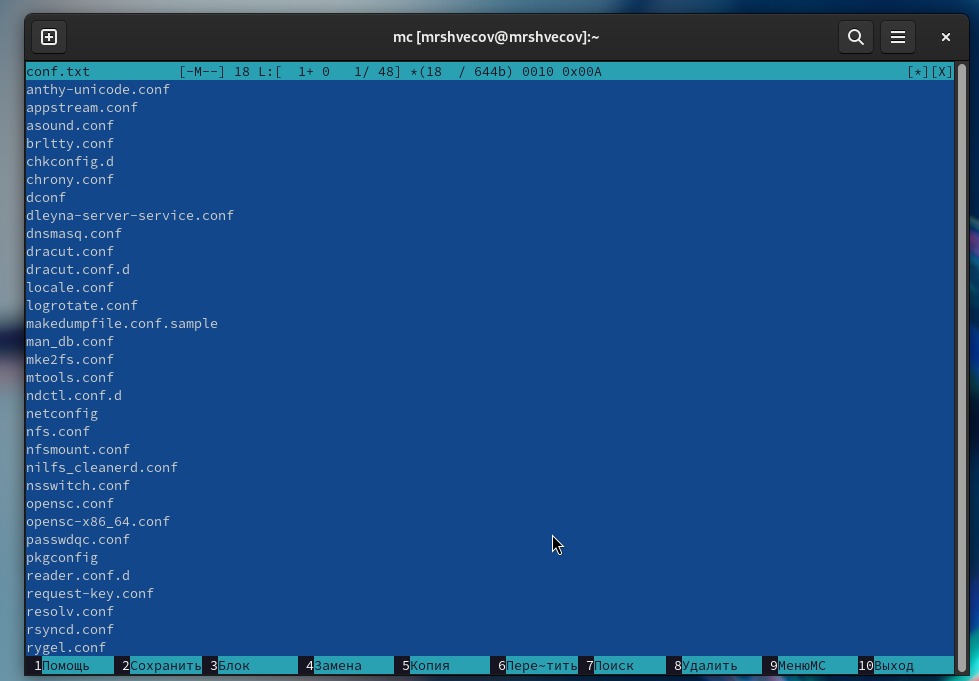 mc [mrshvecov@mrshvecov]:~
conf.txt [-M--] 18 L:[ 1+ 0 1/ 48] *(18 / 644b) 0010 0x00A [*][X]
anthy-unicode.conf
appstream.conf
asound.conf
brltty.conf
chkconfig.d
chrony.conf
dconf
dleyna-server-service.conf
dnsmasq.conf
dracut.conf
dracut.conf.d
locale.conf
logrotate.conf
makedumpfile.conf.sample
man_db.conf
mke2fs.conf
mtools.conf
ndctl.conf.d
netconfig
nfs.conf
nfsmount.conf
nilfs_cleanerd.conf
nsswitch.conf
opensc.conf
opensc-x86_64.conf
passwdqc.conf
pkgconfig
reader.conf.d
request-key.conf
resolv.conf
rsyncd.conf
rygel.conf
1Помощь 2Сохранить 3Блок 4Замена 5Копия 6Пере~тить 7Поиск 8Удалить 9МенюMC 10Выход